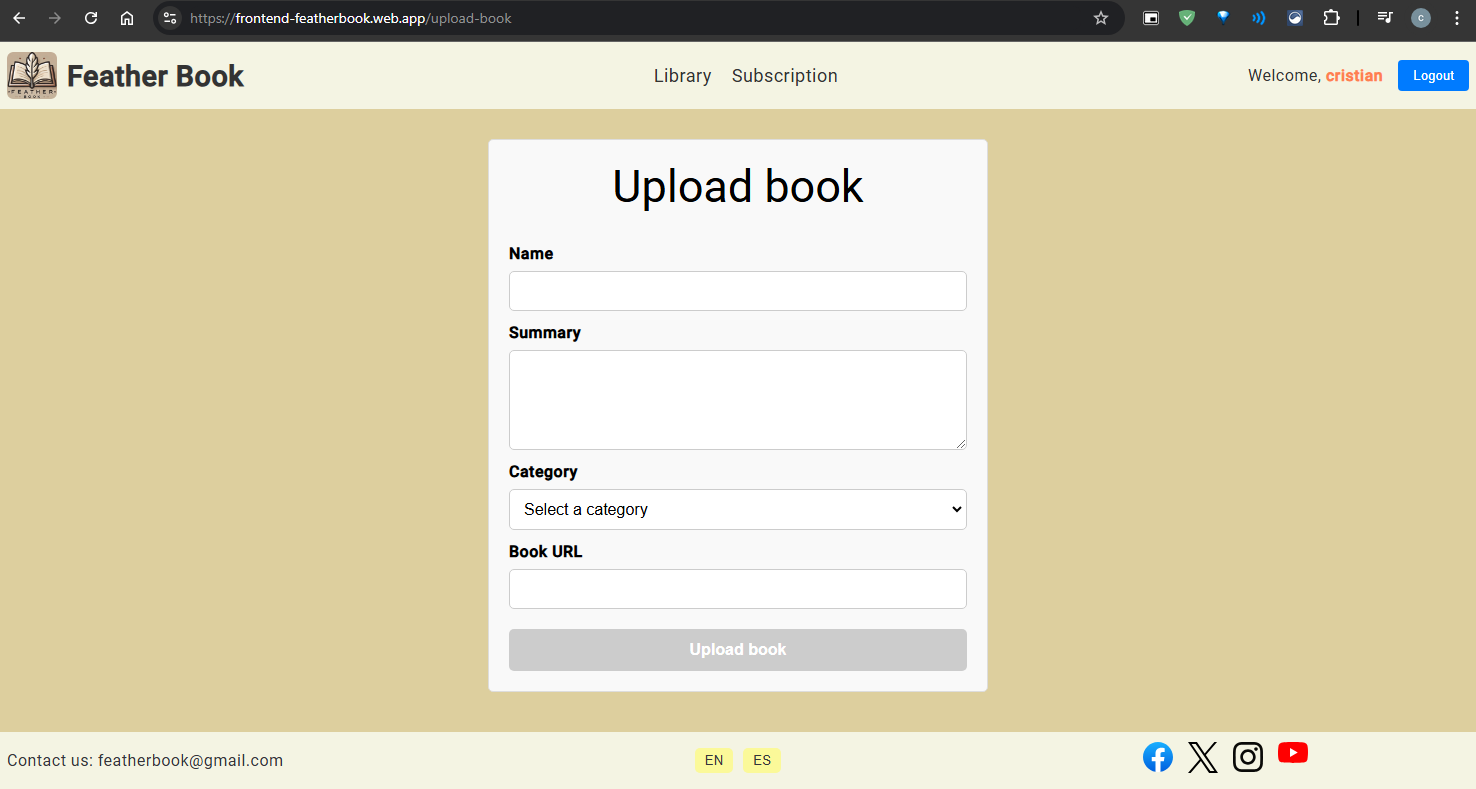 https://frontend-featherbook.web.app/upload-book
c
FEATHER
BOOK
Feather Book
Library Subscription
Welcome, cristian Logout
Upload book
Name
Summary
Category
Select a category
Book URL
Upload book
Contact us: featherbook@gmail.com
EN ES